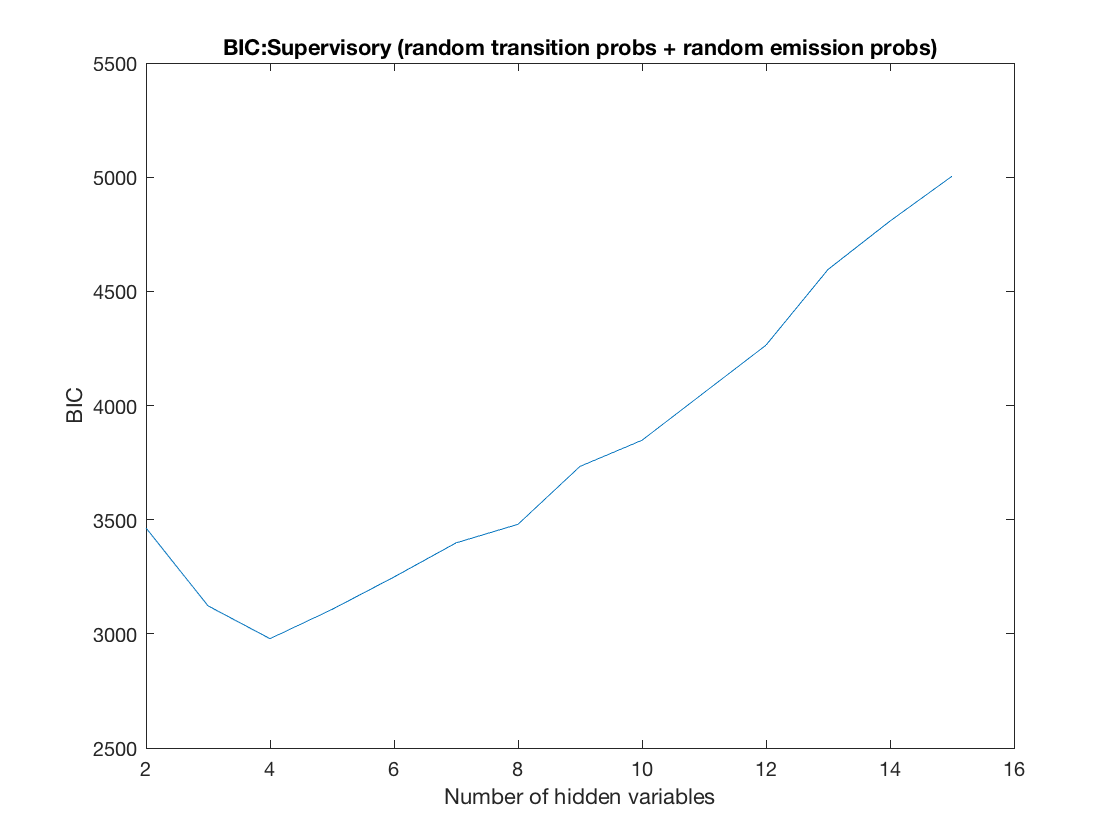 BIC:Supervisory (random transition probs + random emission probs)
5500
5000
4500
4000
3500
3000
2500
BIC
2 4 6 8 10 12 14 16
Number of hidden variables